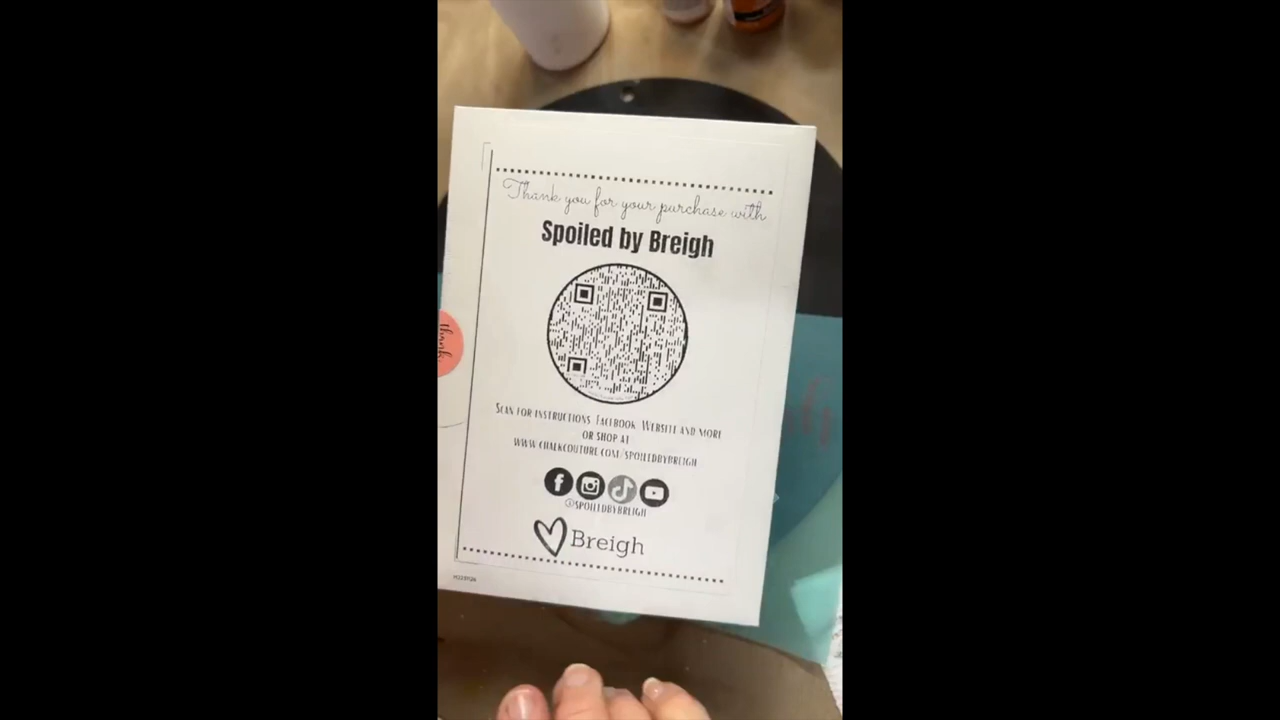 Thank you for your purchase with
Spoiled by Breigh
SCAN FOR INSTRUCTIONS, FACEBOOK, WEBSITE AND MORE
OR SHOP AT
WWW.CHALKCOUTURE.COM/SPOILEDBYBREIGH
@SPOILEDBYBREIGH
Breigh
thank